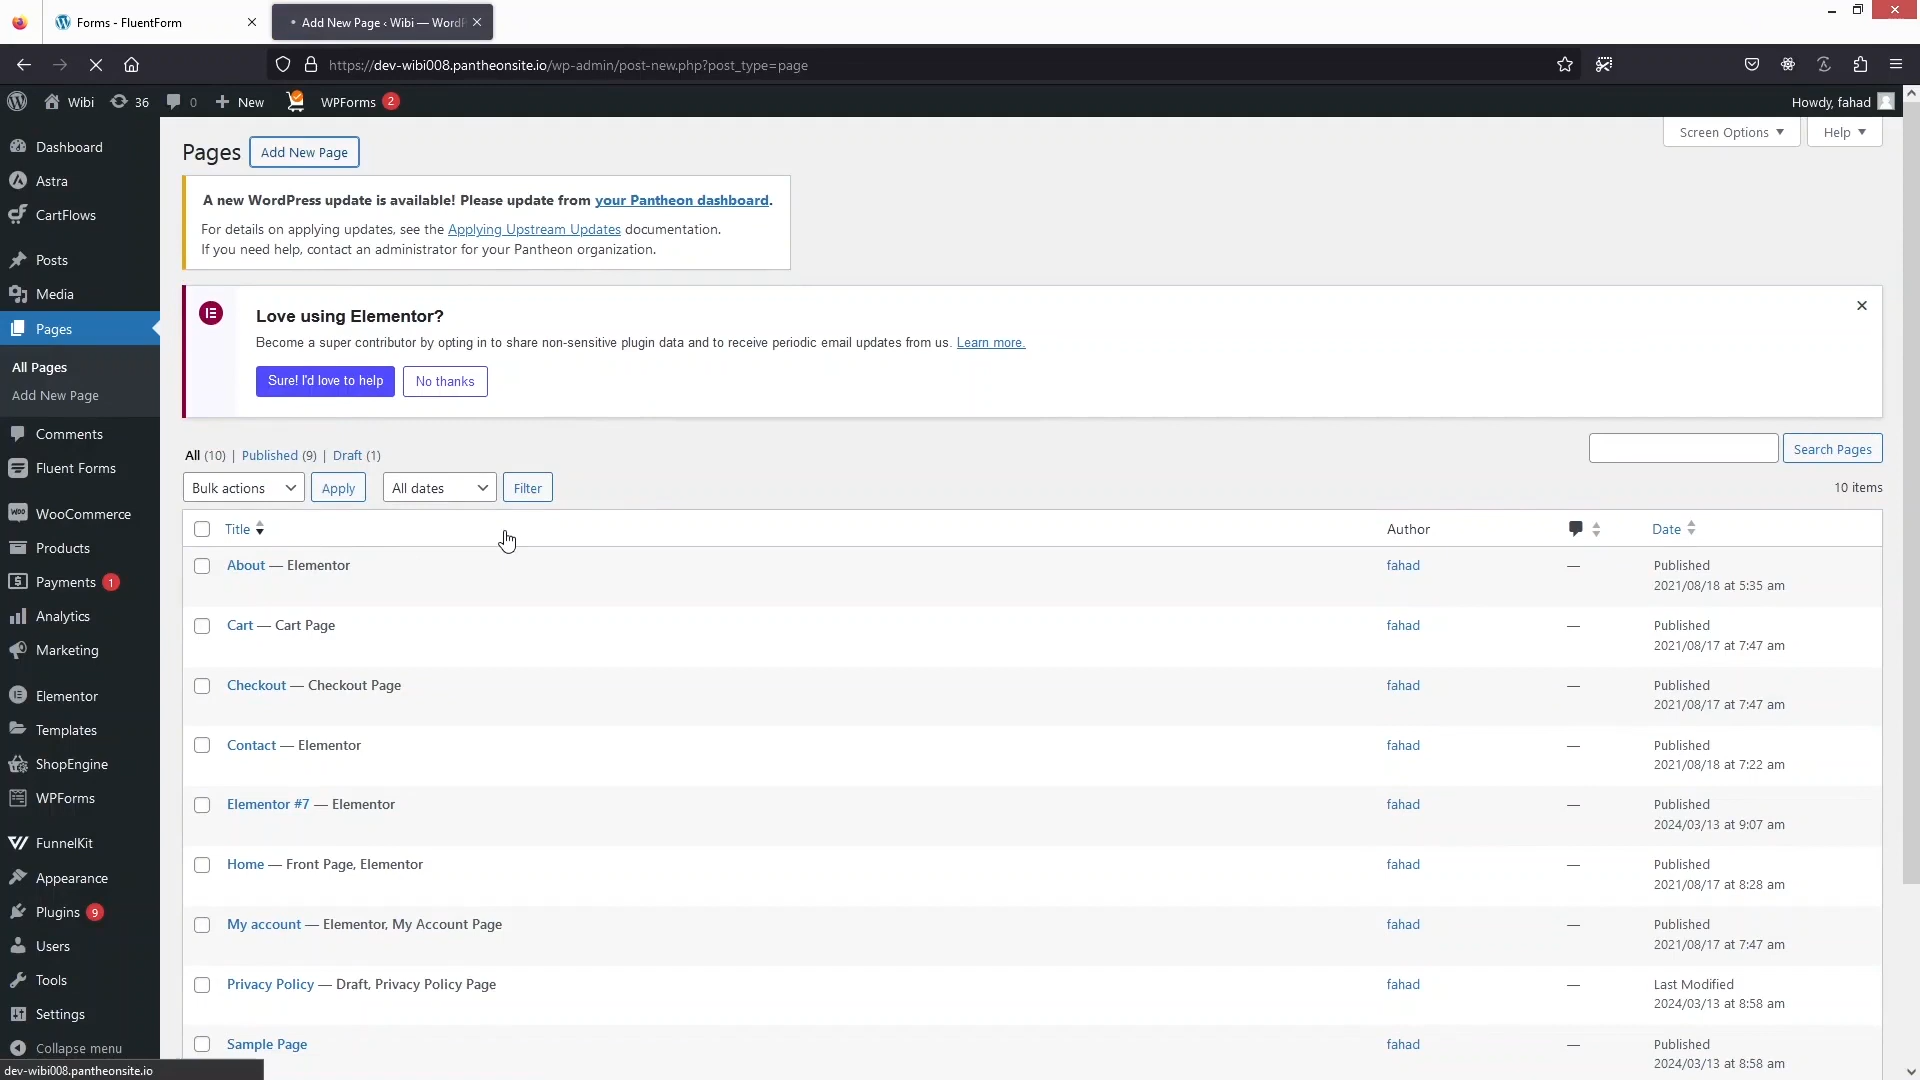 Forms - FluentForm
Add New Page ‹ Wibi — WordP
https://dev-wibi008.pantheonsite.io/wp-admin/post-new.php?post_type=page
Wibi 36 0 New WPForms 2 Howdy, fahad
Screen Options Help
Dashboard
Astra
CartFlows
Posts
Media
Pages
All Pages
Add New Page
Comments
Fluent Forms
WooCommerce
Products
Payments 1
Analytics
Marketing
Elementor
Templates
ShopEngine
WPForms
FunnelKit
Appearance
Plugins 9
Users
Tools
Settings
Collapse menu
dev-wibi008.pantheonsite.io
Pages Add New Page
A new WordPress update is available! Please update from your Pantheon dashboard.
For details on applying updates, see the Applying Upstream Updates documentation.
If you need help, contact an administrator for your Pantheon organization.
Love using Elementor?
Become a super contributor by opting in to share non-sensitive plugin data and to receive periodic email updates from us. Learn more.
Sure! I'd love to help No thanks
All (10) | Published (9) | Draft (1)
Search Pages
Bulk actions Apply All dates Filter
10 items
Title Author Date
About — Elementor fahad — Published
2021/08/18 at 5:35 am
Cart — Cart Page fahad — Published
2021/08/17 at 7:47 am
Checkout — Checkout Page fahad — Published
2021/08/17 at 7:47 am
Contact — Elementor fahad — Published
2021/08/18 at 7:22 am
Elementor #7 — Elementor fahad — Published
2024/03/13 at 9:07 am
Home — Front Page, Elementor fahad — Published
2021/08/17 at 8:28 am
My account — Elementor, My Account Page fahad — Published
2021/08/17 at 7:47 am
Privacy Policy — Draft, Privacy Policy Page fahad — Last Modified
2024/03/13 at 8:58 am
Sample Page fahad — Published
2024/03/13 at 8:58 am